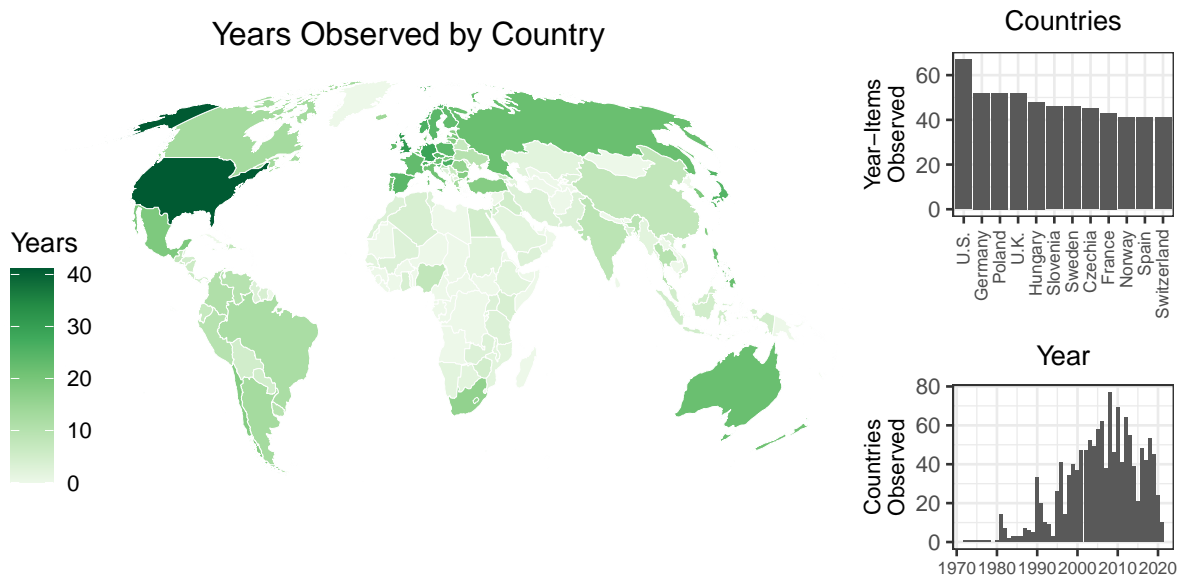 Years Observed by Country
Years
40
30
20
10
0
Countries
Year−Items
Observed
60
40
20
0
U.S.
Germany
Poland
U.K.
Hungary
Slovenia
Sweden
Czechia
France
Norway
Spain
Switzerland
Year
Countries
Observed
80
60
40
20
0
1970 1980 1990 2000 2010 2020